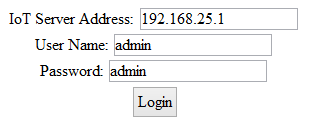 IoT Server Address: 192.168.25.1
User Name: admin
Password: admin
Login